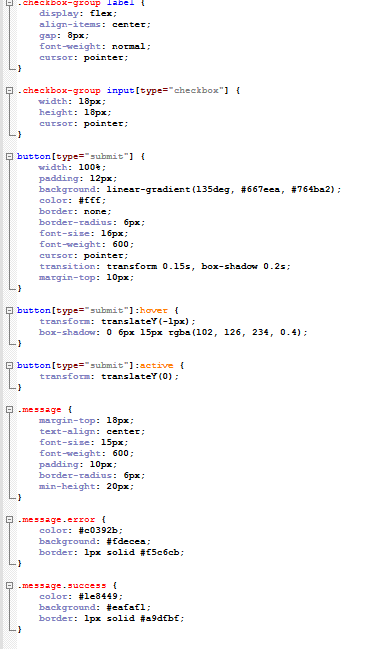 .checkbox-group label {
display: flex;
align-items: center;
gap: 8px;
font-weight: normal;
cursor: pointer;
}
.checkbox-group input[type="checkbox"] {
width: 18px;
height: 18px;
cursor: pointer;
}
button[type="submit"] {
width: 100%;
padding: 12px;
background: linear-gradient(135deg, #667eea, #764ba2);
color: #fff;
border: none;
border-radius: 6px;
font-size: 16px;
font-weight: 600;
cursor: pointer;
transition: transform 0.15s, box-shadow 0.2s;
margin-top: 10px;
}
button[type="submit"]:hover {
transform: translateY(-1px);
box-shadow: 0 6px 15px rgba(102, 126, 234, 0.4);
}
button[type="submit"]:active {
transform: translateY(0);
}
.message {
margin-top: 18px;
text-align: center;
font-size: 15px;
font-weight: 600;
padding: 10px;
border-radius: 6px;
min-height: 20px;
}
.message.error {
color: #c0392b;
background: #fdecea;
border: 1px solid #f5c6cb;
}
.message.success {
color: #1e8449;
background: #eafaf1;
border: 1px solid #a9dfbf;
}